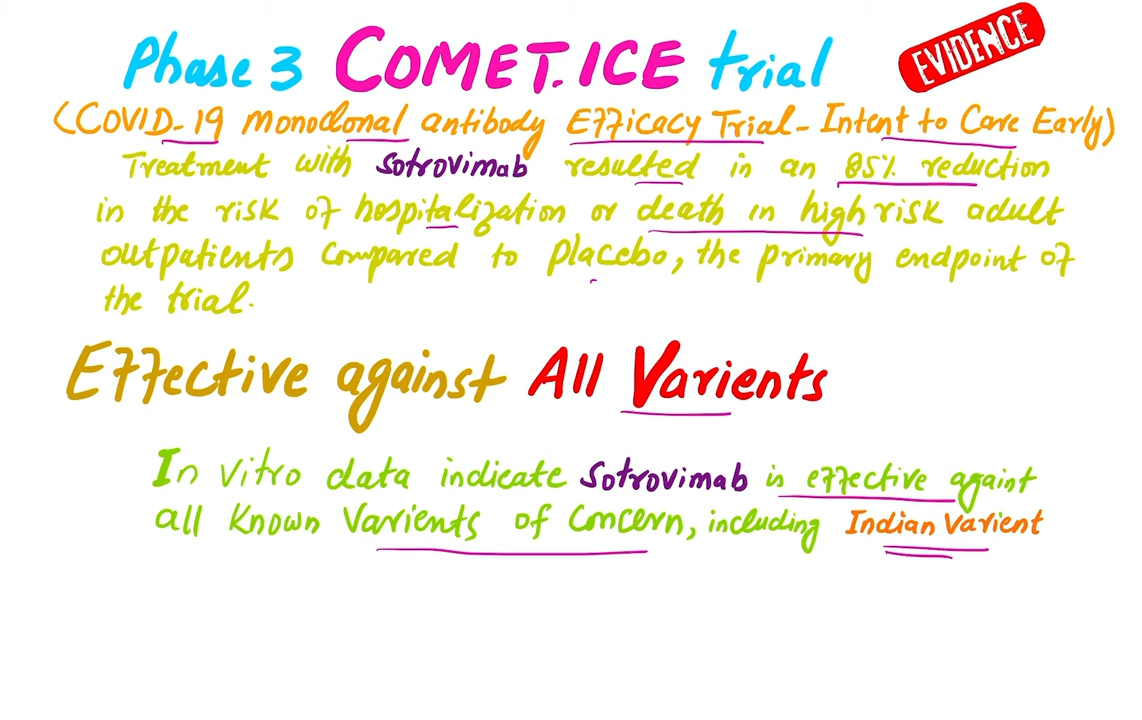 Phase 3 COMET.ICE trial
EVIDENCE
(COVID-19 Monoclonal antibody Efficacy Trial - Intent to Care Early)
Treatment with sotrovimab resulted in an 85% reduction
in the risk of hospitalization or death in high risk adult
outpatients compared to placebo, the primary endpoint of
the trial.
Effective against All Varients
In vitro data indicate sotrovimab is effective againt
all known varients of concern, including Indian varient